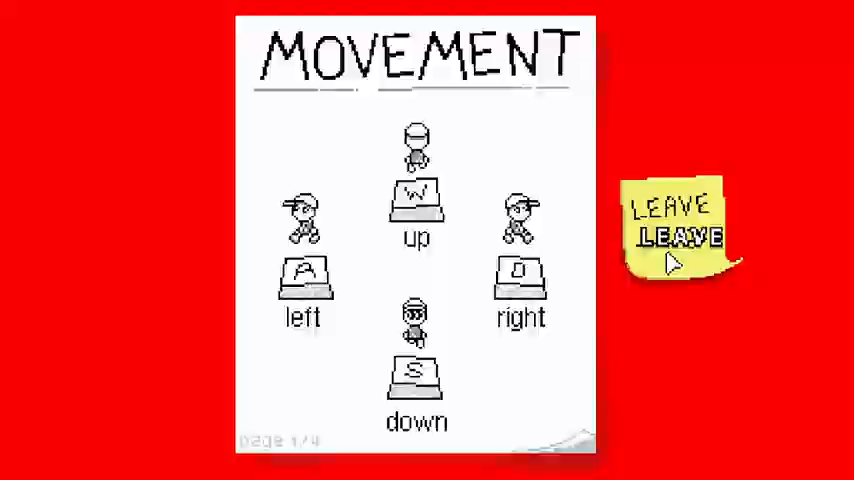 MOVEMENT
W
up
A
left
D
right
S
down
LEAVE
LEAVE
page 1/4